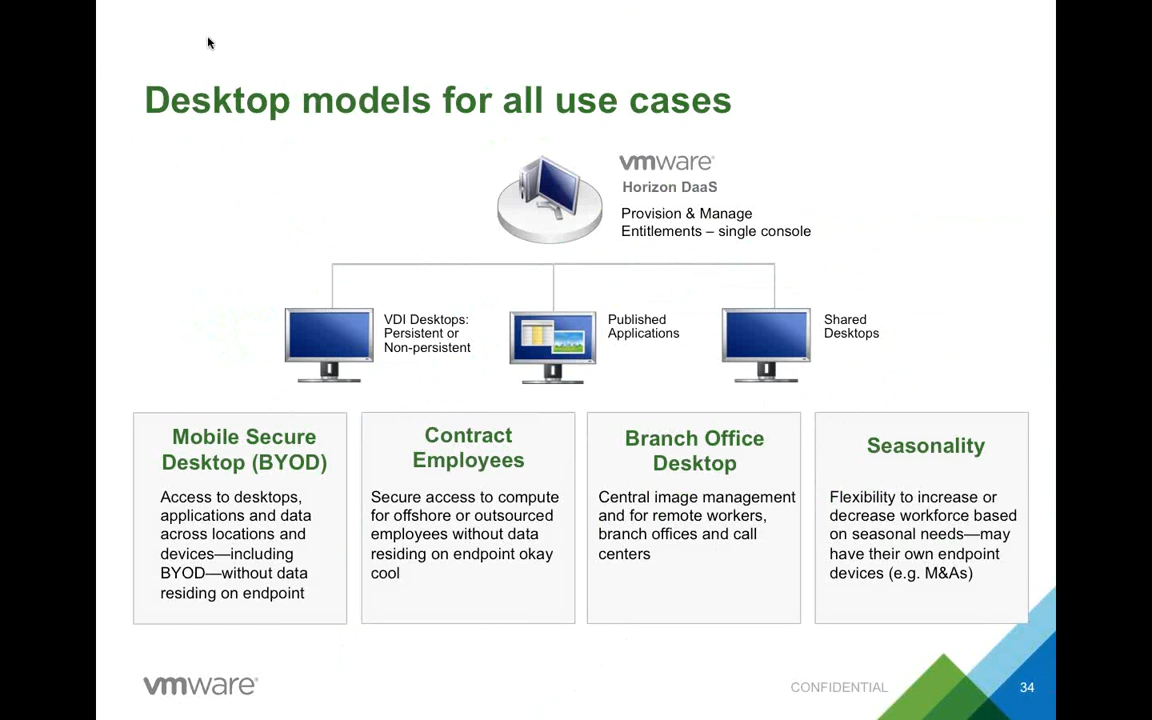 Desktop models for all use cases
vmware
Horizon DaaS
Provision & Manage
Entitlements – single console
VDI Desktops:
Persistent or
Non-persistent
Published
Applications
Shared
Desktops
Mobile Secure
Desktop (BYOD)
Access to desktops,
applications and data
across locations and
devices—including
BYOD—without data
residing on endpoint
Contract
Employees
Secure access to compute
for offshore or outsourced
employees without data
residing on endpoint okay
cool
Branch Office
Desktop
Central image management
and for remote workers,
branch offices and call
centers
Seasonality
Flexibility to increase or
decrease workforce based
on seasonal needs—may
have their own endpoint
devices (e.g. M&As)
vmware
CONFIDENTIAL
34